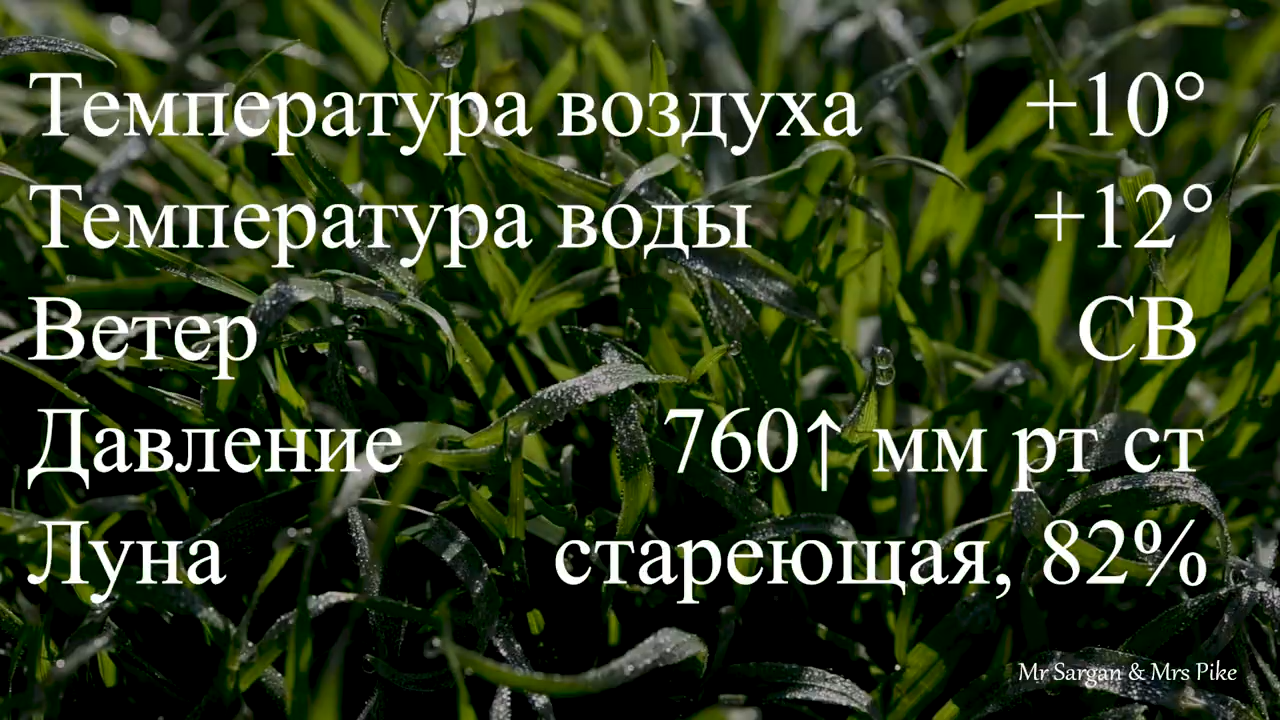 Температура воздуха +10°
Температура воды +12°
Ветер СВ
Давление 760↑ мм рт ст
Луна стареющая, 82%
Mr Sargan & Mrs Pike